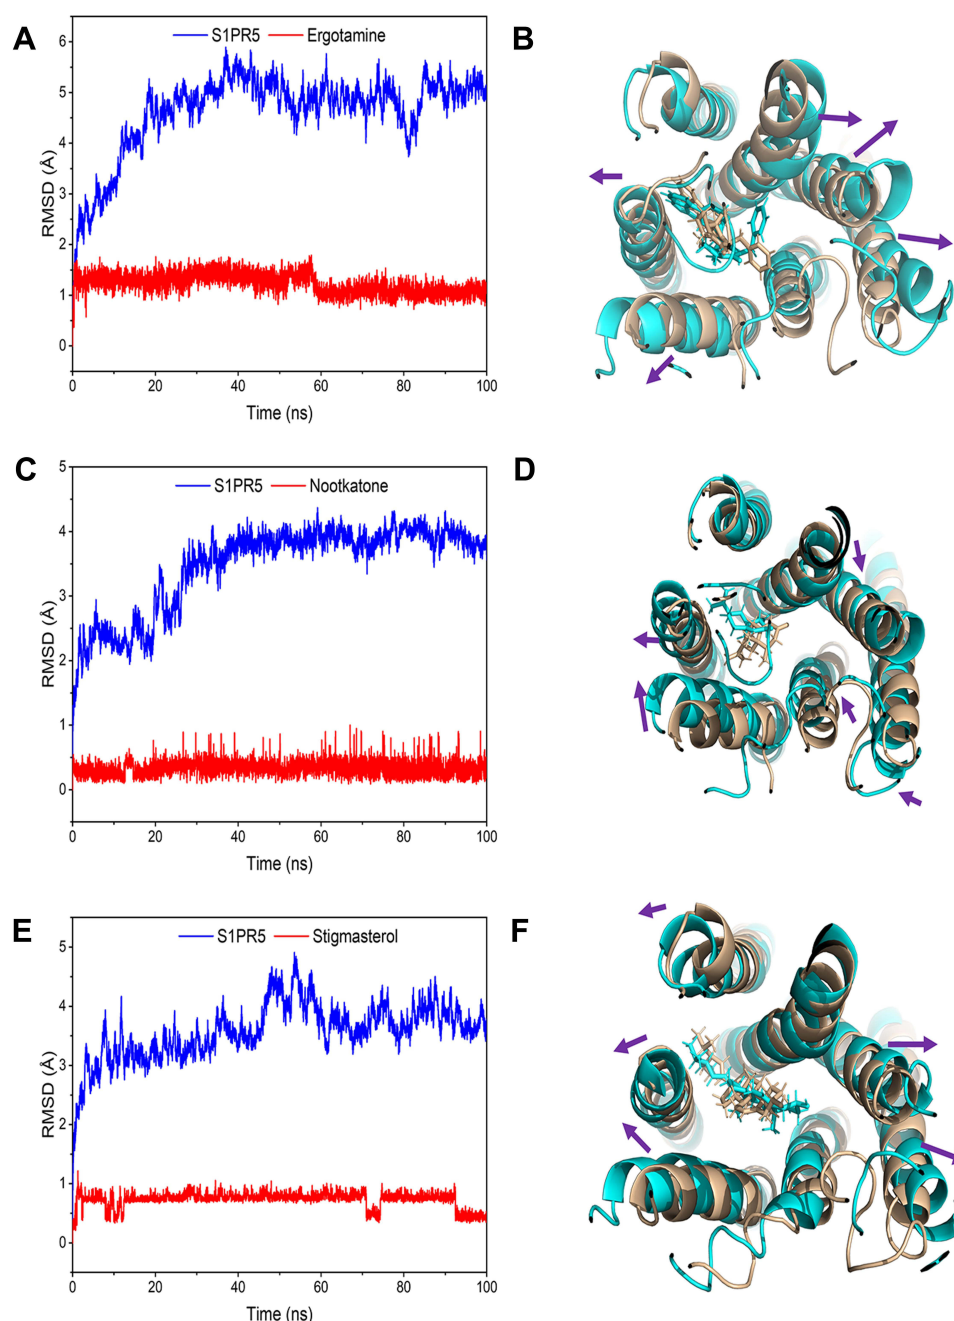 A
S1PR5 Ergotamine
6
5
4
3
2
1
0
RMSD (Å)
0 20 40 60 80 100
Time (ns)
B
C
S1PR5 Nootkatone
5
4
3
2
1
0
RMSD (Å)
0 20 40 60 80 100
Time (ns)
D
E
S1PR5 Stigmasterol
5
4
3
2
1
0
RMSD (Å)
0 20 40 60 80 100
Time (ns)
F